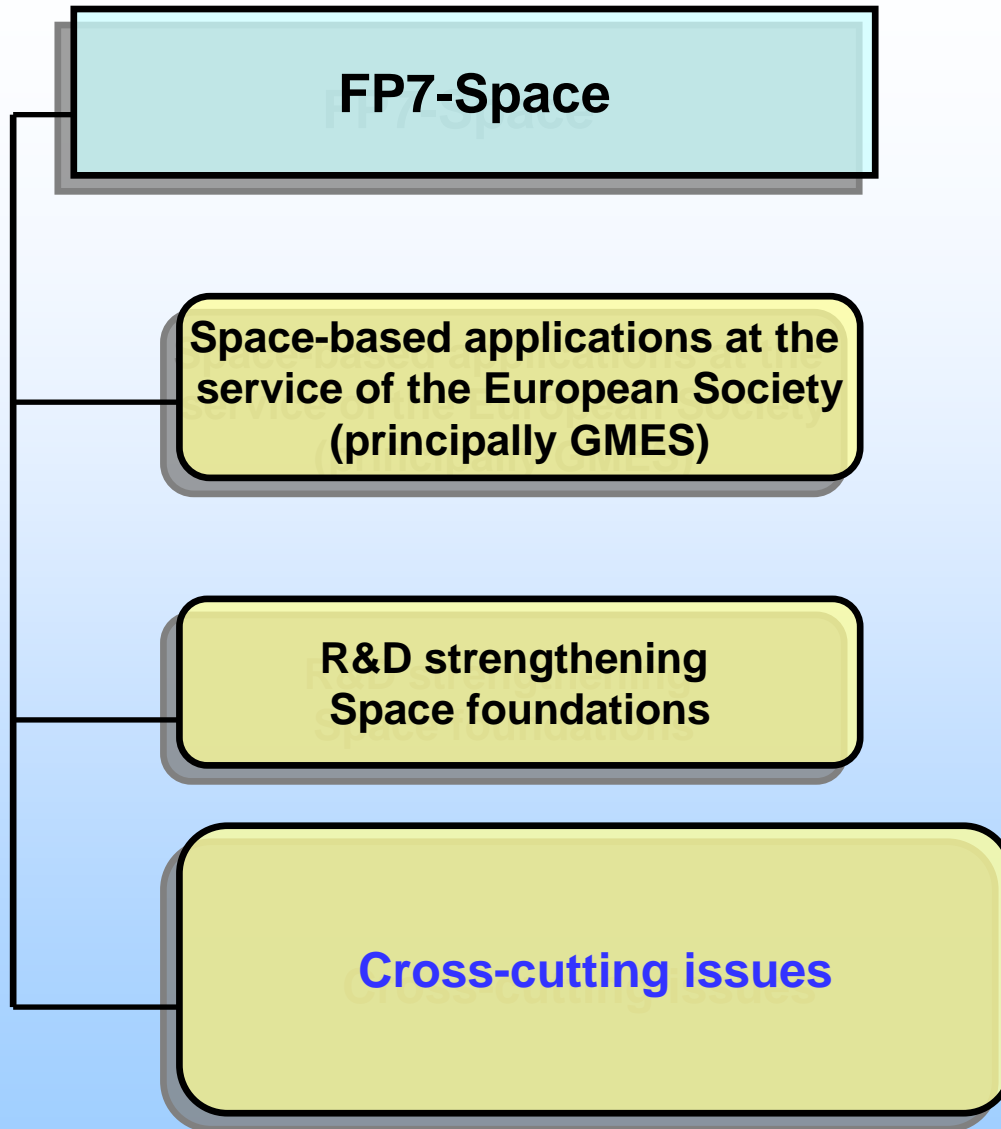 FP7-Space
Space-based applications at the
service of the European Society
(principally GMES)
R&D strengthening
Space foundations
Cross-cutting issues